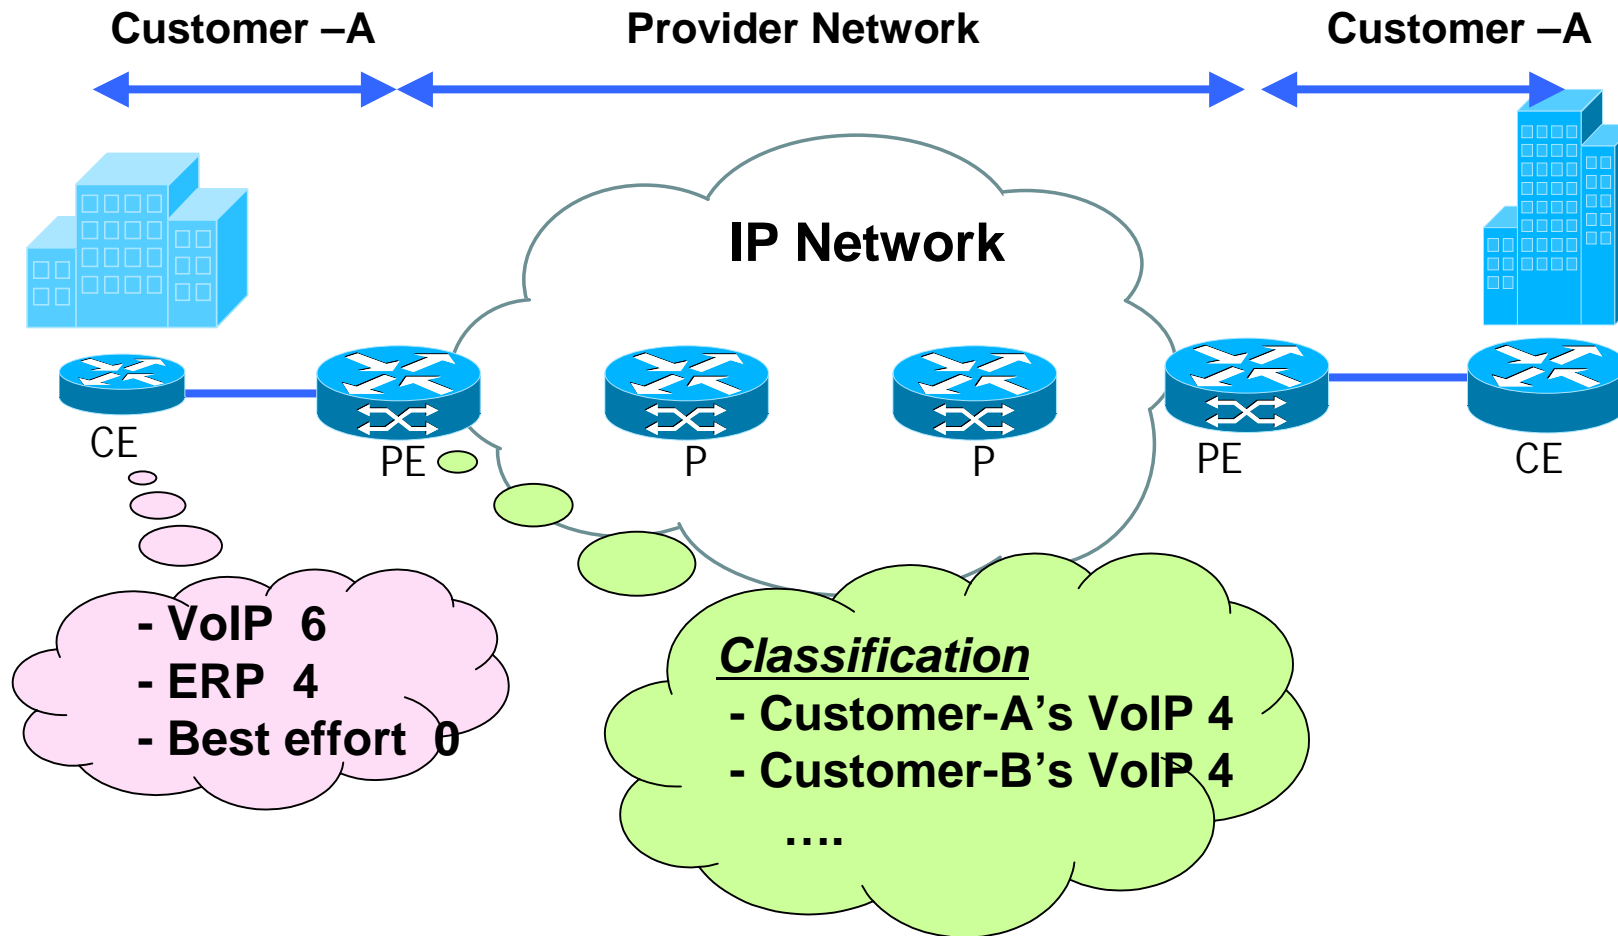 Customer –A
Provider Network
Customer –A
IP Network
CE
PE
P
P
PE
CE
- VoIP 6
- ERP 4
- Best effort 0
Classification
- Customer-A’s VoIP 4
- Customer-B’s VoIP 4
....